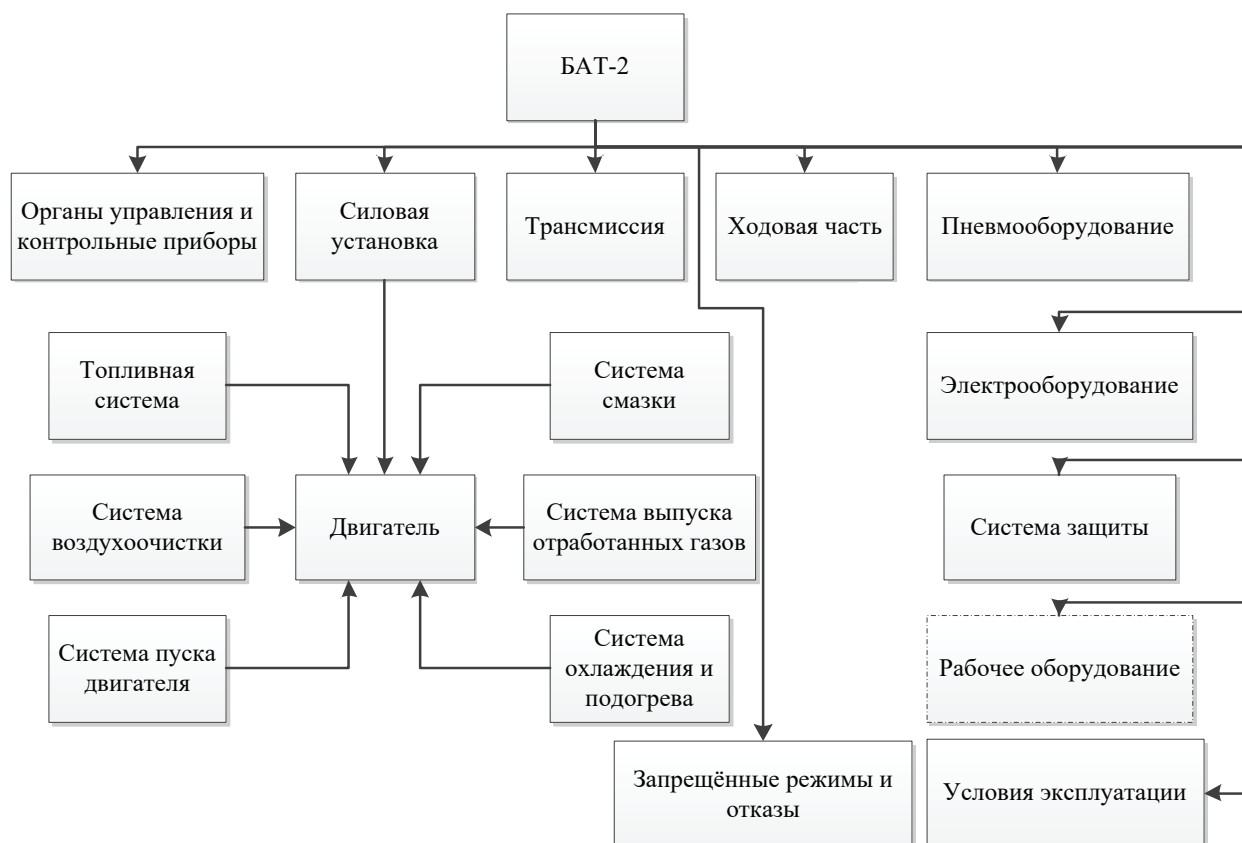 БАТ-2
Органы управления и
контрольные приборы
Силовая
установка
Трансмиссия
Ходовая часть
Пневмооборудование
Топливная
система
Система
смазки
Электрооборудование
Система
воздухоочистки
Двигатель
Система выпуска
отработанных газов
Система защиты
Система пуска
двигателя
Система
охлаждения и
подогрева
Рабочее оборудование
Запрещённые режимы и
отказы
Условия эксплуатации